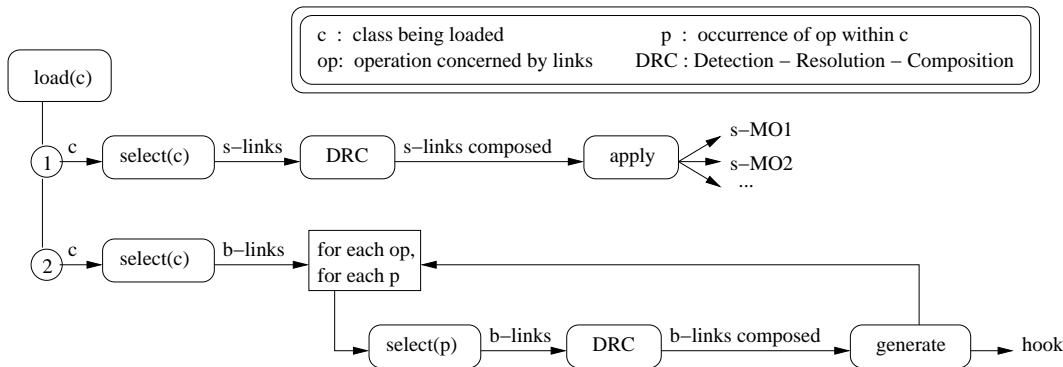 c : class being loaded
p : occurrence of op within c
op: operation concerned by links
DRC : Detection − Resolution − Composition
load(c)
1
c
select(c)
s−links
DRC
s−links composed
apply
s−MO1
s−MO2
...
2
c
select(c)
b−links
for each op,
for each p
select(p)
b−links
DRC
b−links composed
generate
hook